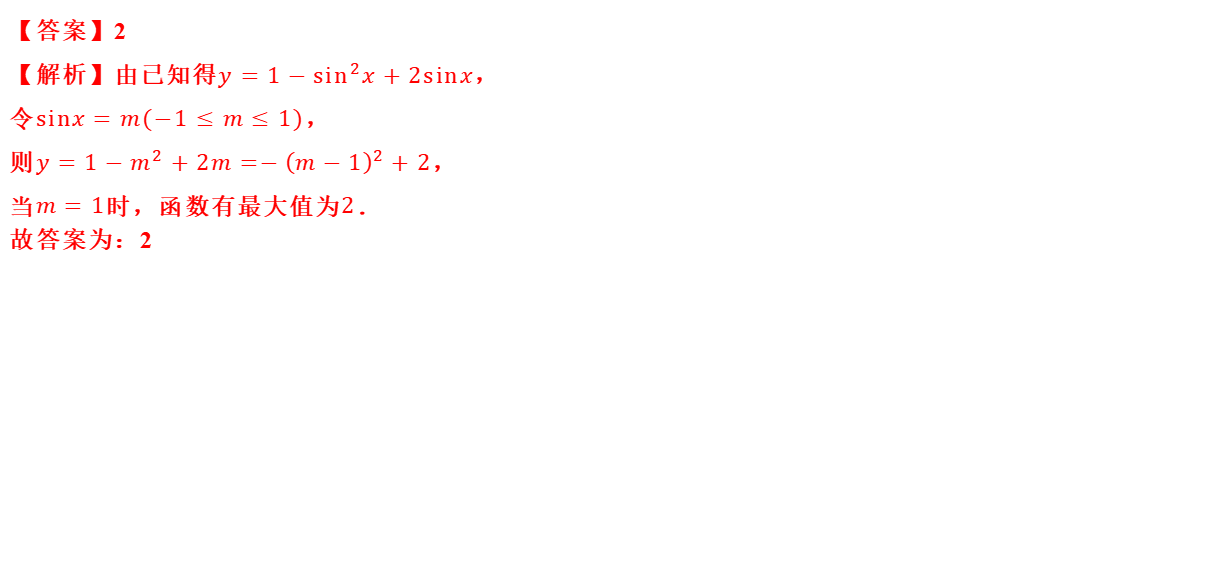 【答案】2
【解析】由已知得y = 1 − sin²x + 2sinx，
令sinx = m(−1 ≤ m ≤ 1)，
则y = 1 − m² + 2m =− (m − 1)² + 2，
当m = 1时，函数有最大值为2．
故答案为：2